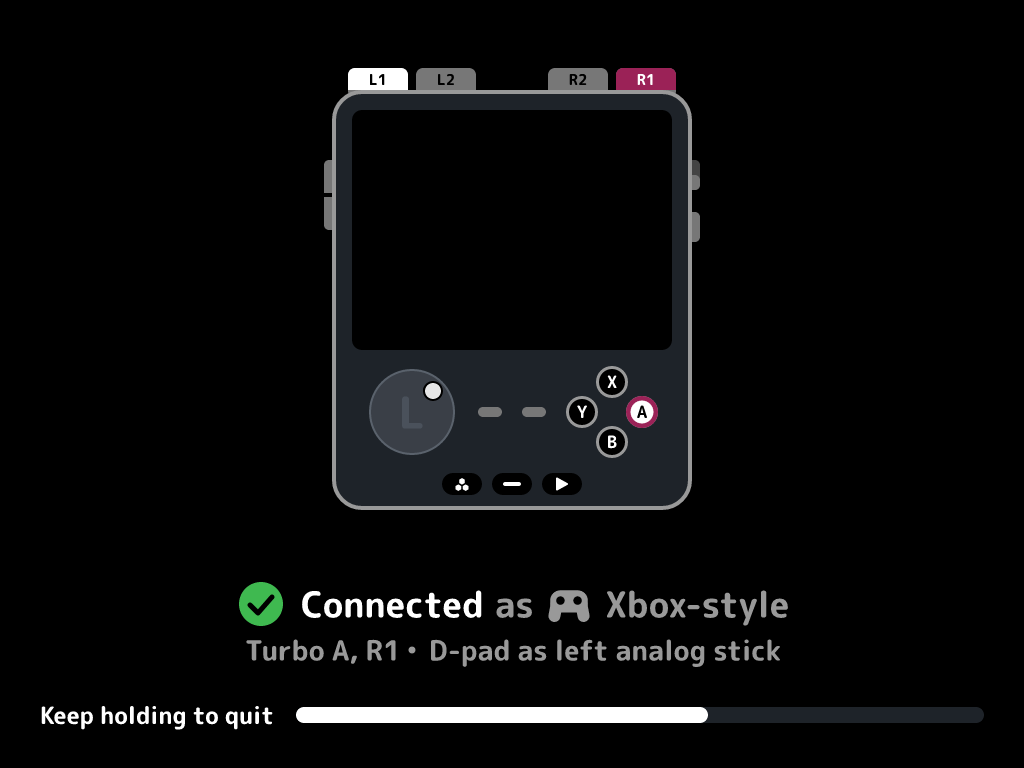 L1 L2 R2 R1
L
X
Y A
B
Connected as Xbox-style
Turbo A, R1 • D-pad as left analog stick
Keep holding to quit